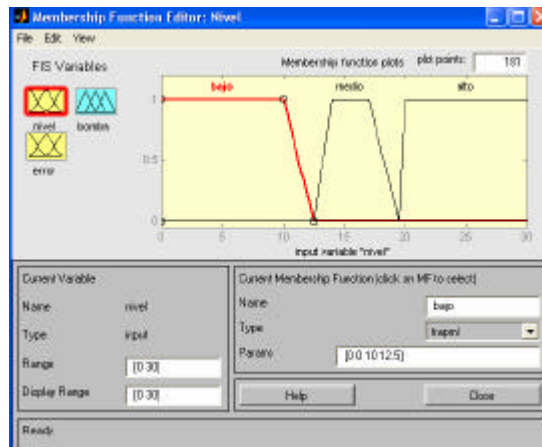 Membership Function Editor: Nivel
File Edit View
FIS Variables
Membership function plots
plot points:
181
nivel
bomba
error
bajo
medio
alto
1
0.5
0
0 5 10 15 20 25 30
input variable "nivel"
Current Variable
Name nivel
Type input
Range [0 30]
Display Range [0 30]
Current Membership Function (click on MF to select)
Name bajo
Type trapmf
Params [0 0 10 12.5]
Help
Close
Ready